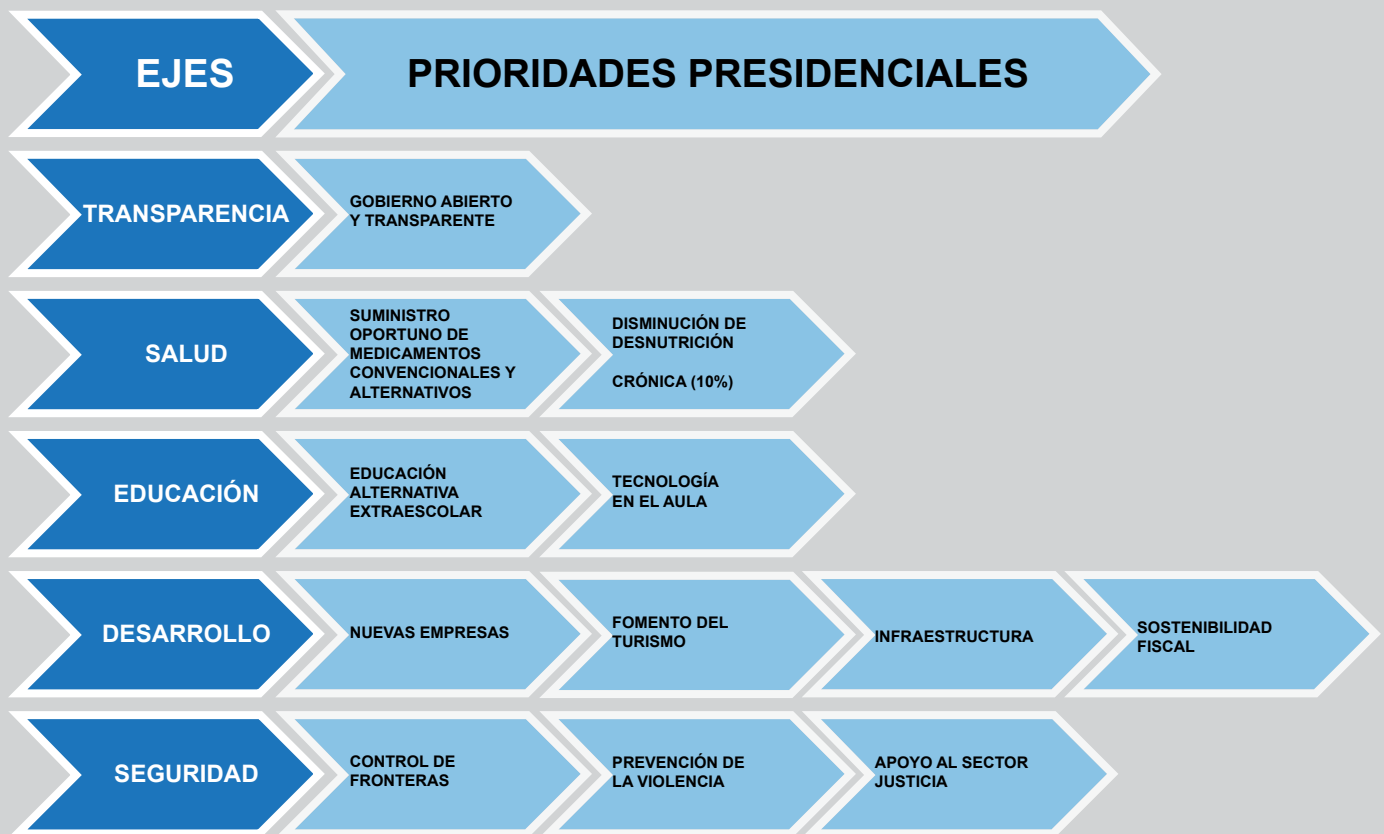 EJES
PRIORIDADES PRESIDENCIALES
TRANSPARENCIA
GOBIERNO ABIERTO
Y TRANSPARENTE
SALUD
SUMINISTRO
OPORTUNO DE
MEDICAMENTOS
CONVENCIONALES Y
ALTERNATIVOS
DISMINUCIÓN DE
DESNUTRICIÓN
CRÓNICA (10%)
EDUCACIÓN
EDUCACIÓN
ALTERNATIVA
EXTRAESCOLAR
TECNOLOGÍA
EN EL AULA
DESARROLLO
NUEVAS EMPRESAS
FOMENTO DEL
TURISMO
INFRAESTRUCTURA
SOSTENIBILIDAD
FISCAL
SEGURIDAD
CONTROL DE
FRONTERAS
PREVENCIÓN DE
LA VIOLENCIA
APOYO AL SECTOR
JUSTICIA